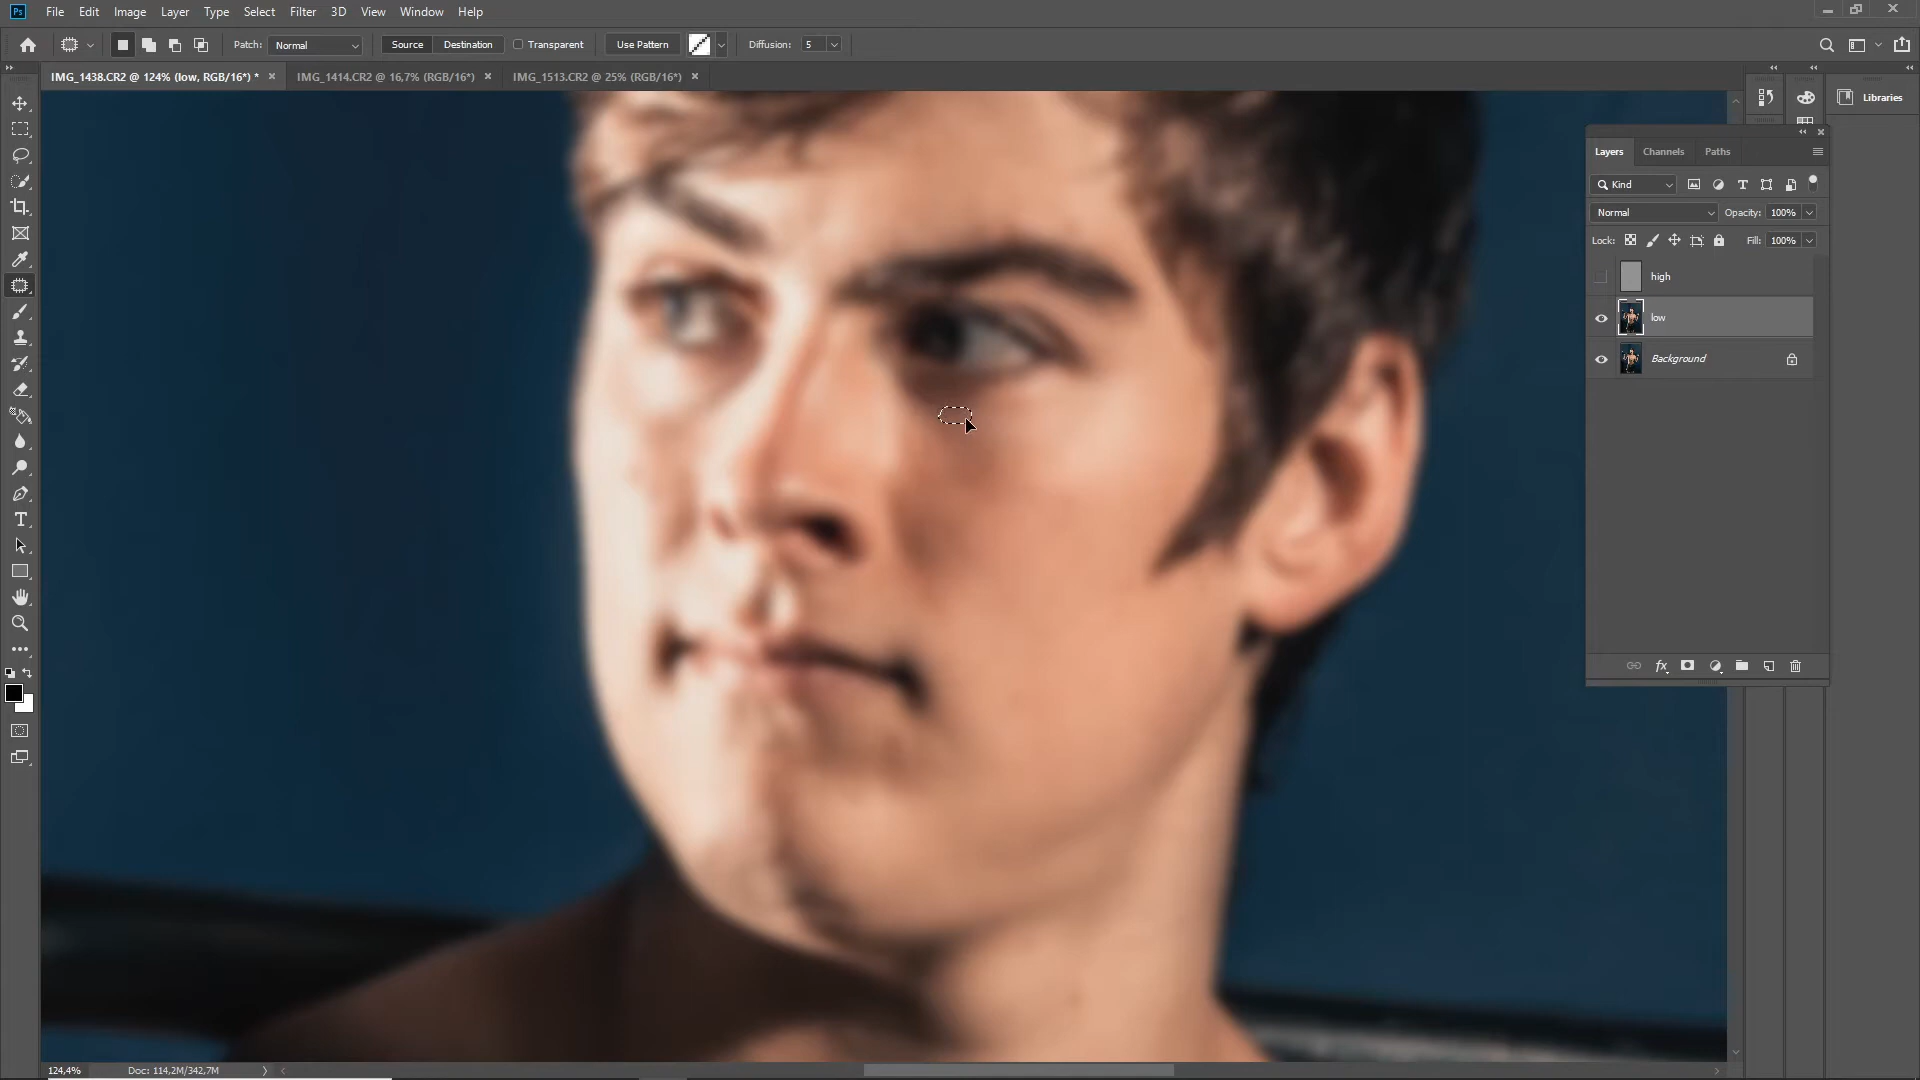 Ps File Edit Image Layer Type Select Filter 3D View Window Help
Patch: Normal Source Destination Transparent Use Pattern Diffusion: 5
IMG_1438.CR2 @ 124% (low, RGB/16*) * × IMG_1414.CR2 @ 16,7% (RGB/16*) × IMG_1513.CR2 @ 25% (RGB/16*) ×
Libraries
Layers Channels Paths
Kind
Normal Opacity: 100%
Lock: Fill: 100%
high
low
Background
fx
124,4% Doc: 114,2M/342,7M